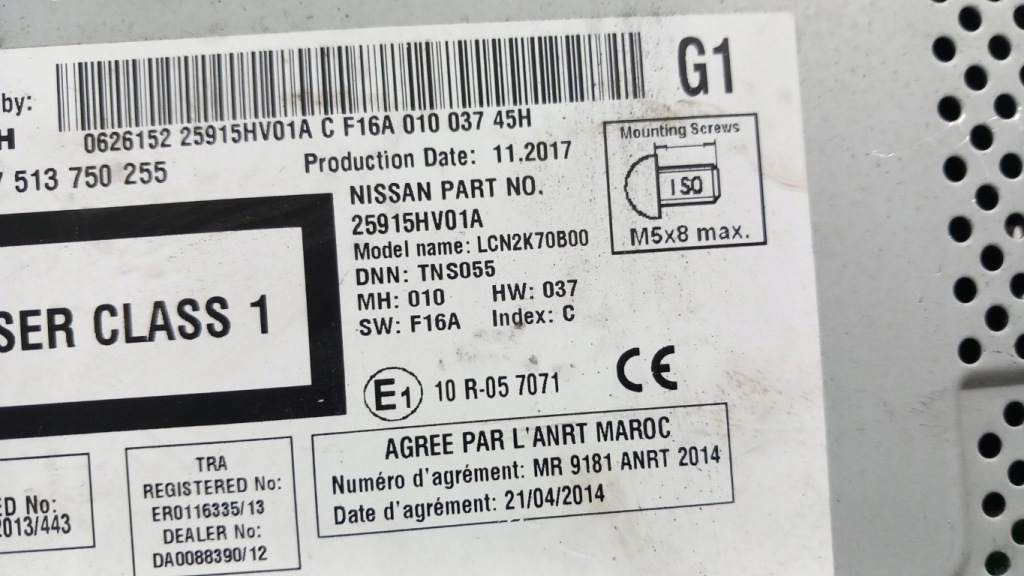 by:
H
0626152 25915HV01A C F16A 010 037 45H
G1
7 513 750 255
Production Date: 11.2017
NISSAN PART NO.
25915HV01A
Model name: LCN2K70B00
DNN: TNS055
MH: 010 HW: 037
SW: F16A Index: C
Mounting Screws
ISO
M5x8 max.
SER CLASS 1
E1 10 R-05 7071
CE
AGREE PAR L'ANRT MAROC
Numéro d'agrément: MR 9181 ANRT 2014
Date d'agrément: 21/04/2014
ED No:
2013/443
TRA
REGISTERED No:
ER0116335/13
DEALER No:
DA0088390/12